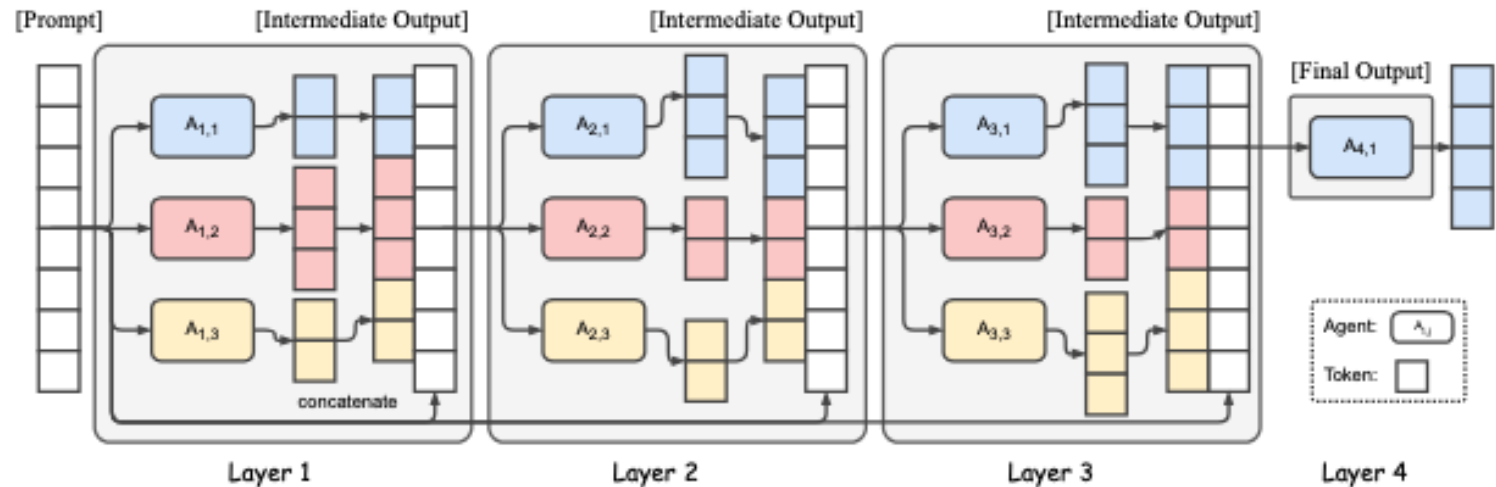 [Prompt]
[Intermediate Output]
[Intermediate Output]
[Intermediate Output]
[Final Output]
A1,1
A2,1
A3,1
A4,1
A1,2
A2,2
A3,2
A1,3
A2,3
A3,3
concatenate
Agent:
Ai,j
Token:
Layer 1
Layer 2
Layer 3
Layer 4